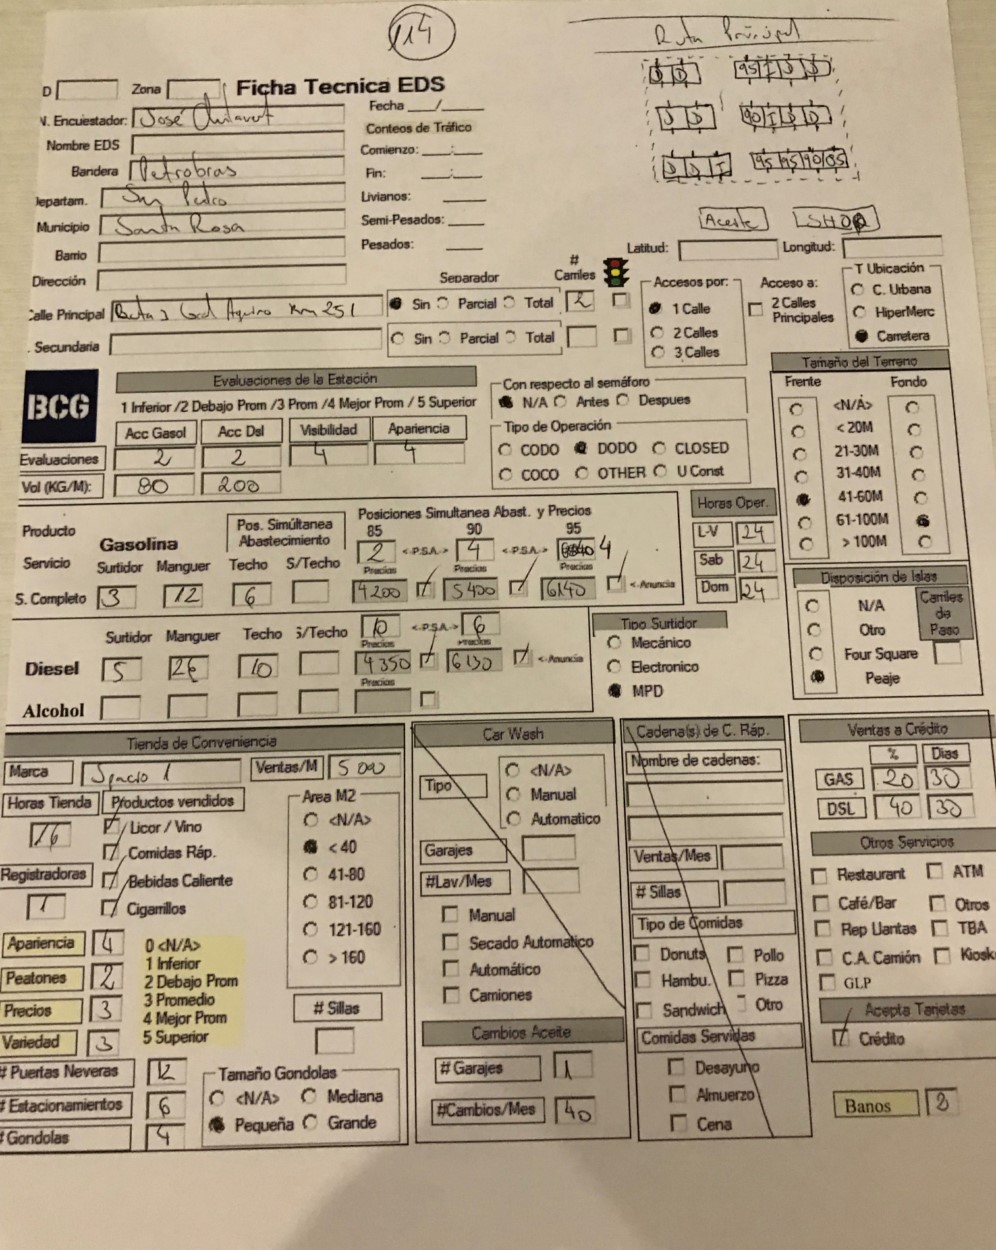 114
Ruta Principal
D D 95 I D D
D D 90 I D D
D D I 95 95 90 85
Aceite SHOP
D Zona Ficha Tecnica EDS
N. Encuestador: José
Fecha / /
Nombre EDS
Conteos de Tráfico
Bandera Petrobras
Comienzo: :
Departam. San Pedro
Fin: :
Municipio Santa Rosa
Livianos:
Barrio
Semi-Pesados:
Dirección
Pesados:
Latitud: Longitud:
Calle Principal Ruta 3 Gral Aquino Km 251
Separador # Carriles
Sin Parcial Total 2
. Secundaria
Sin Parcial Total
Accesos por:
1 Calle
2 Calles
3 Calles
Acceso a:
2 Calles Principales
T Ubicación
C. Urbana
HiperMerc
Carretera
BCG
Evaluaciones de la Estación
1 Inferior /2 Debajo Prom /3 Prom /4 Mejor Prom / 5 Superior
Acc Gasol Acc Dsl Visibilidad Apariencia
Evaluaciones 2 2 4 4
Vol (KG/M): 80 200
Con respecto al semáforo
N/A Antes Despues
Tipo de Operación
CODO DODO CLOSED
COCO OTHER U Const
Tamaño del Terreno
Frente Fondo
<N/A>
< 20M
21-30M
31-40M
41-60M
61-100M
> 100M
Producto
Servicio
S. Completo
Gasolina
Pos. Simúltanea Abastecimiento
Surtidor Manguer Techo S/Techo
3 12 6
Posiciones Simultanea Abast. y Precios
85 90 95
2 <-P.S.A-> 4 <-P.S.A-> 4
Precios Precios Precios
4200 5400 6140 <-Anuncia
Horas Oper.
L-V 24
Sab 24
Dom 24
Surtidor Manguer Techo S/Techo
10 <-P.S.A-> 6
Precios Precios
Diesel 5 26 10 4350 6130 <-Anuncia
Precios
Alcohol
Tipo Surtidor
Mecánico
Electronico
MPD
Disposición de Islas
N/A
Otro
Four Square
Peaje
Carriles de Paso
Tienda de Conveniencia
Marca Spacio 1 Ventas/M 5000
Horas Tienda 16
Productos vendidos
Licor / Vino
Comidas Ráp.
Bebidas Caliente
Cigarrillos
Registradoras 1
Area M2
<N/A>
< 40
41-80
81-120
121-160
> 160
Apariencia 4
Peatones 2
Precios 3
Variedad 3
0 <N/A>
1 Inferior
2 Debajo Prom
3 Promedio
4 Mejor Prom
5 Superior
# Sillas
# Puertas Neveras 12
# Estacionamientos 6
# Gondolas 4
Tamaño Gondolas
<N/A> Mediana
Pequeña Grande
Car Wash
Tipo
<N/A>
Manual
Automatico
Garajes
#Lav/Mes
Manual
Secado Automatico
Automático
Camiones
Cambios Aceite
# Garajes 1
#Cambios/Mes 40
Cadena(s) de C. Ráp.
Nombre de cadenas:
Ventas/Mes
# Sillas
Tipo de Comidas
Donuts Pollo
Hambu. Pizza
Sandwich Otro
Comidas Servidas
Desayuno
Almuerzo
Cena
Ventas a Crédito
% Dias
GAS 20 30
DSL 40 30
Otros Servicios
Restaurant ATM
Café/Bar Otros
Rep Llantas TBA
C.A. Camión Kiosk
GLP
Acepta Tarjetas
Crédito
Banos